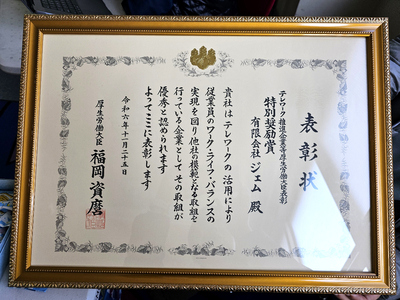 表彰状
テレワーク推進企業等厚生労働大臣表彰
特別奨励賞
有限会社ジェム 殿
貴社はテレワークの活用により
従業員のワーク・ライフ・バランスの
実現を図り他社の模範となる取組を
行っている企業としてその取組が
優秀と認められます
よってここに表彰します
令和六年十一月二十五日
厚生労働大臣 福岡資麿